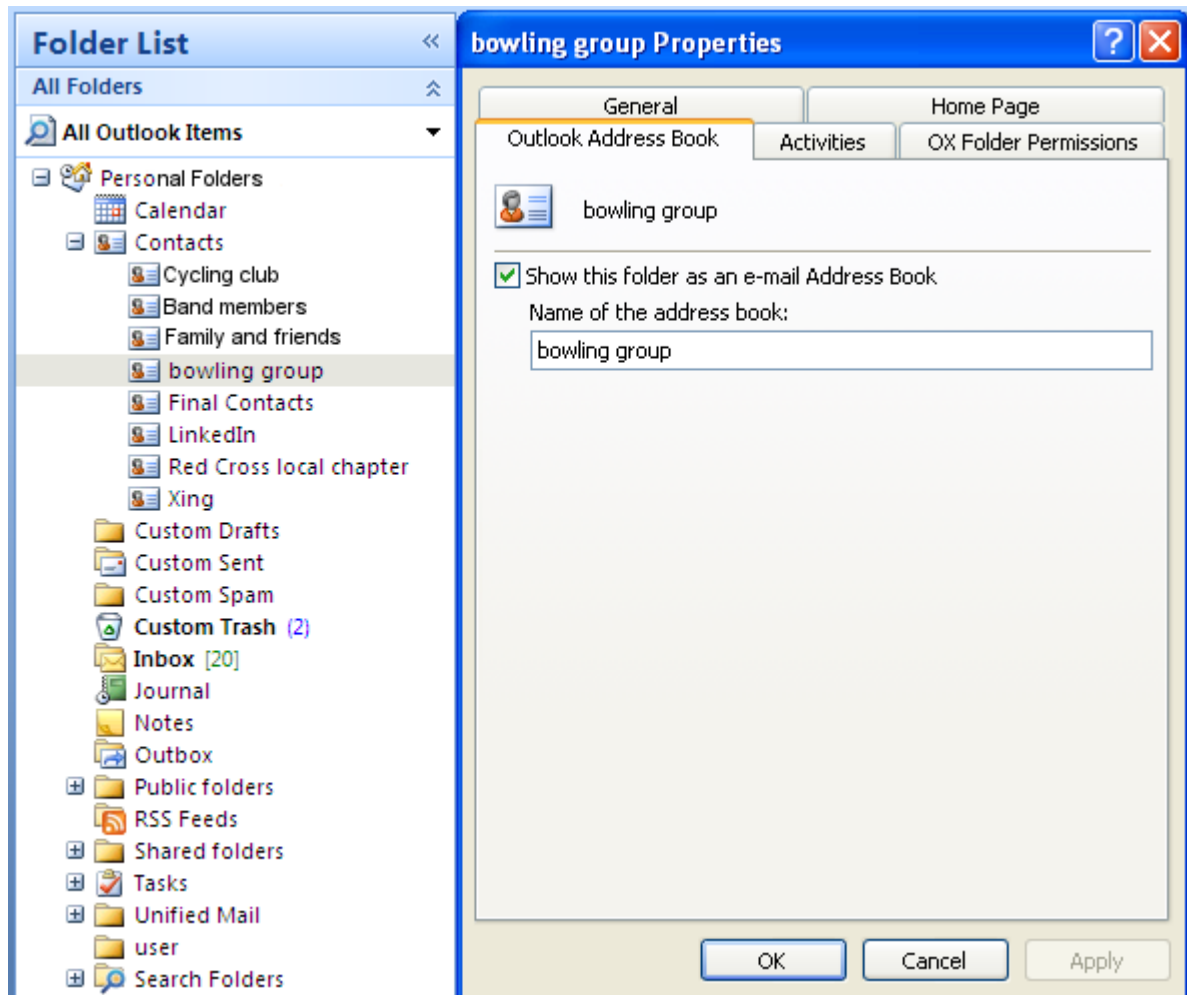 Folder List
All Folders
All Outlook Items
Personal Folders
Calendar
Contacts
Cycling club
Band members
Family and friends
bowling group
Final Contacts
LinkedIn
Red Cross local chapter
Xing
Custom Drafts
Custom Sent
Custom Spam
Custom Trash (2)
Inbox [20]
Journal
Notes
Outbox
Public folders
RSS Feeds
Shared folders
Tasks
Unified Mail
user
Search Folders
bowling group Properties
General Home Page
Outlook Address Book Activities OX Folder Permissions
bowling group
Show this folder as an e-mail Address Book
Name of the address book:
bowling group
OK Cancel Apply